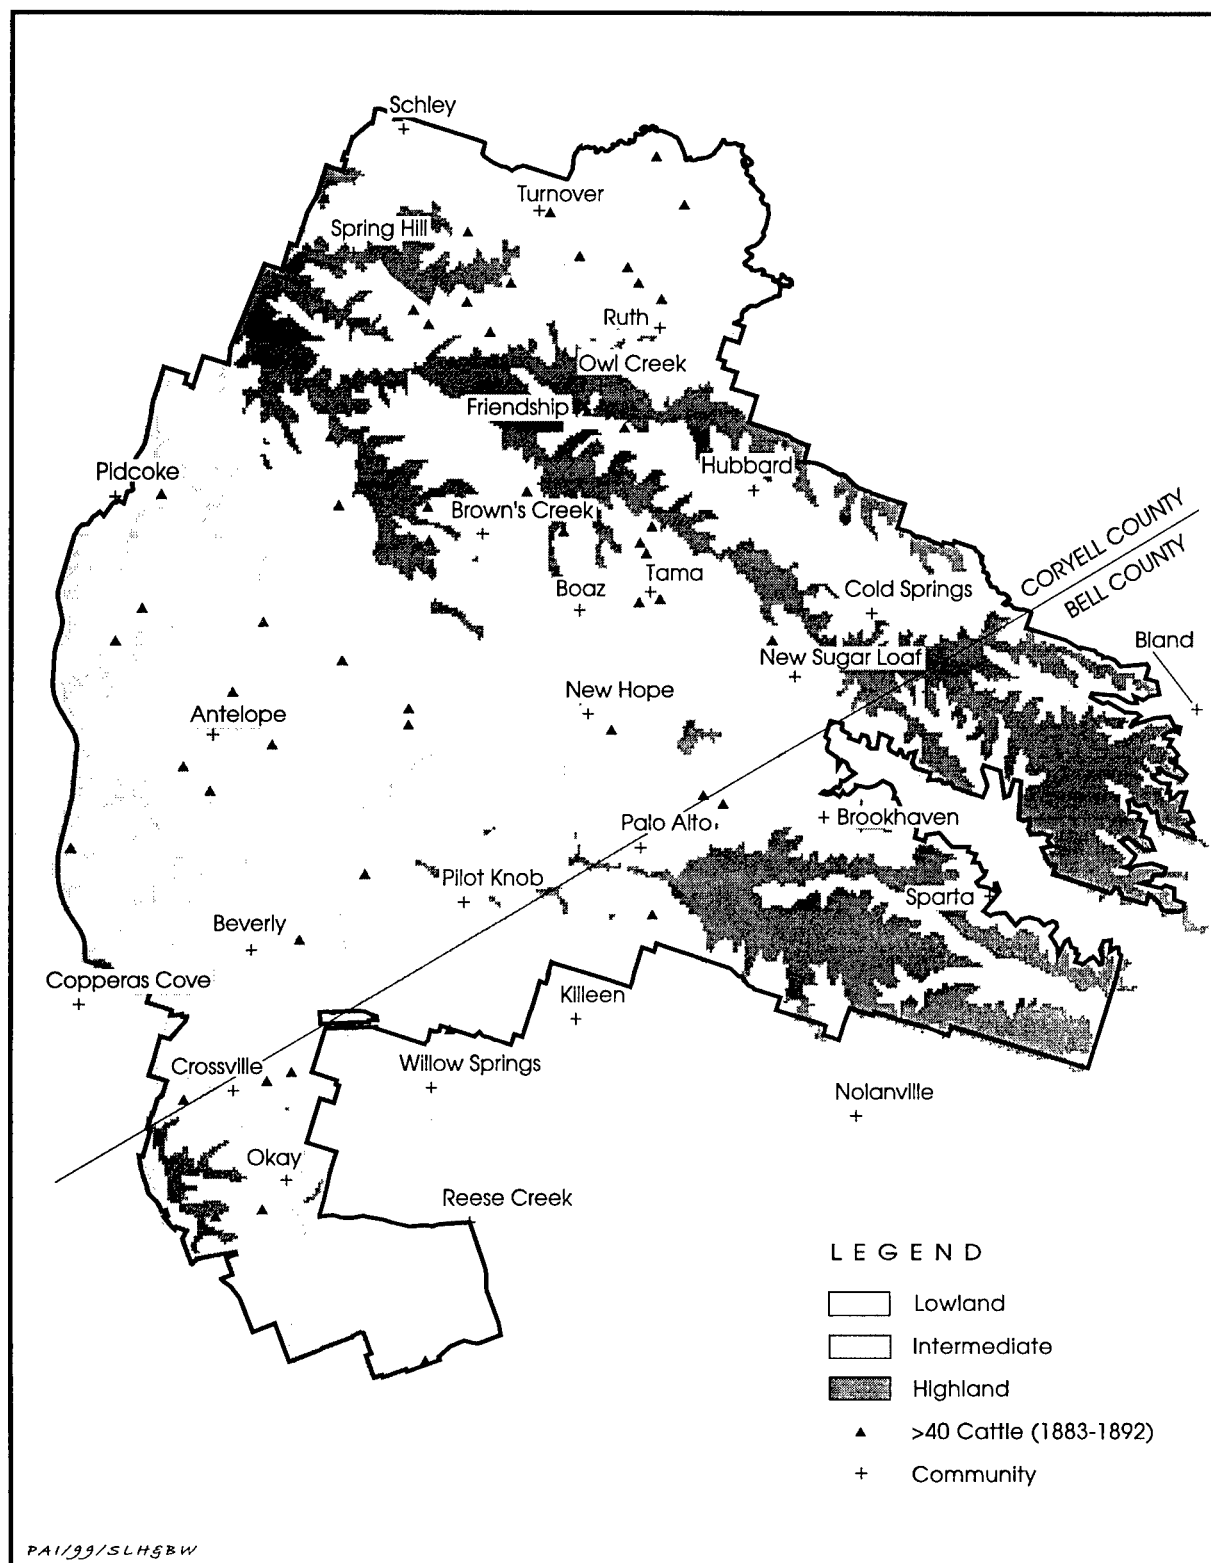 Schley
Turnover
Spring Hill
Ruth
Owl Creek
Friendship
Hubbard
Pidcoke
Brown's Creek
CORYELL COUNTY
BELL COUNTY
Tama
Boaz
Cold Springs
Bland
New Sugar Loaf
New Hope
Antelope
Palo Alto
Brookhaven
Pilot Knob
Sparta
Beverly
Copperas Cove
Killeen
Crossville
Willow Springs
Nolanville
Okay
Reese Creek
LEGEND
Lowland
Intermediate
Highland
>40 Cattle (1883-1892)
Community
PAI/99/SLH&BW